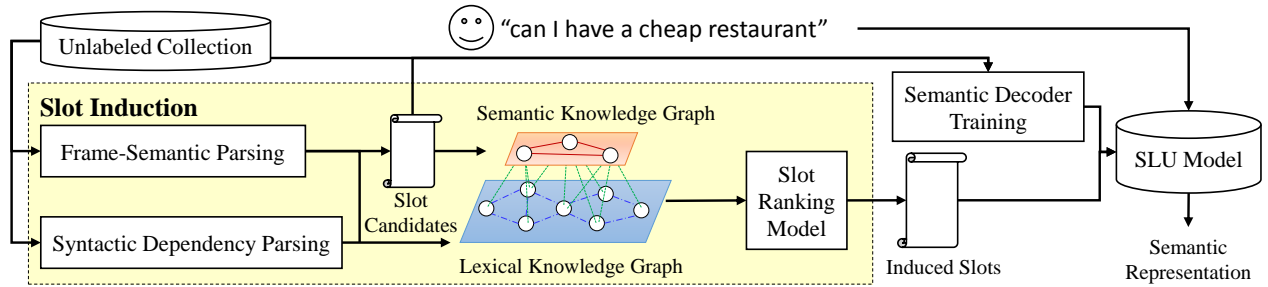 Unlabeled Collection
“can I have a cheap restaurant”
Slot Induction
Frame-Semantic Parsing
Syntactic Dependency Parsing
Slot
Candidates
Semantic Knowledge Graph
Lexical Knowledge Graph
Slot
Ranking
Model
Semantic Decoder
Training
Induced Slots
SLU Model
Semantic
Representation